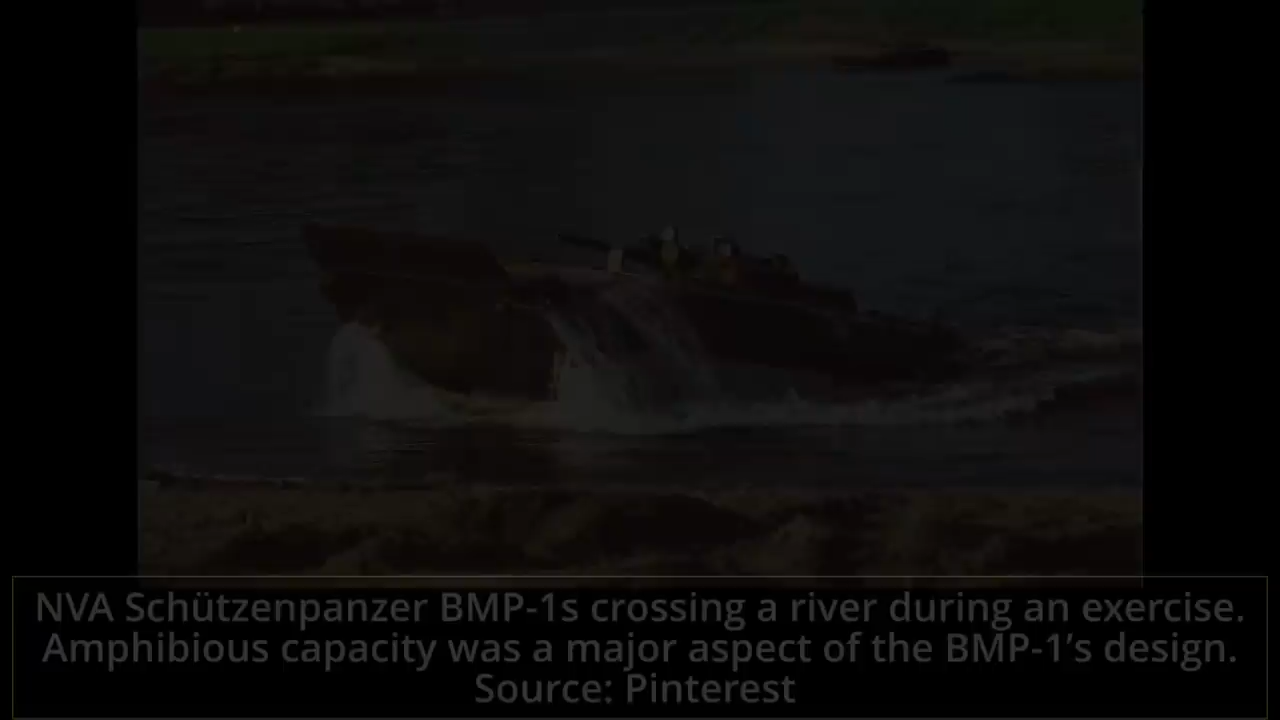 NVA Schützenpanzer BMP-1s crossing a river during an exercise.
Amphibious capacity was a major aspect of the BMP-1’s design.
Source: Pinterest